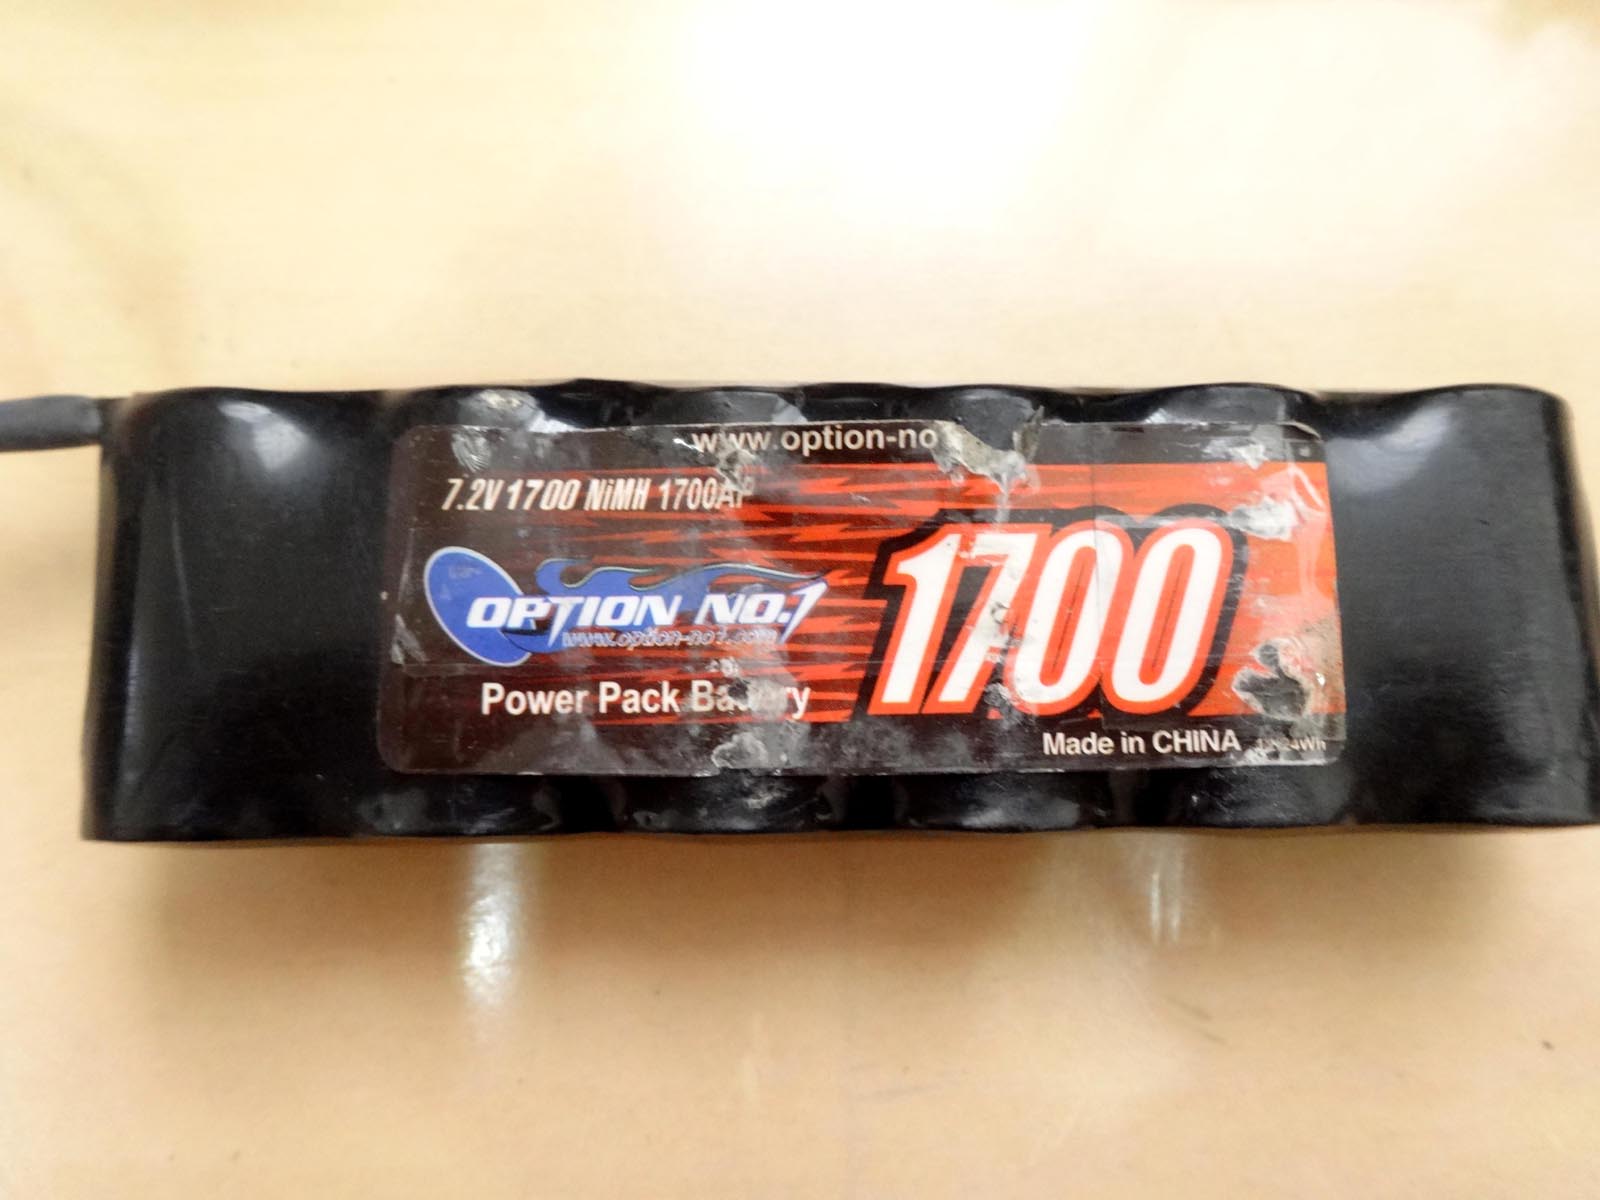 www.option-no
7.2V 1700 NiMH 1700AP
OPTION NO.1
www.option-no1.com
Power Pack Battery
1700
Made in CHINA